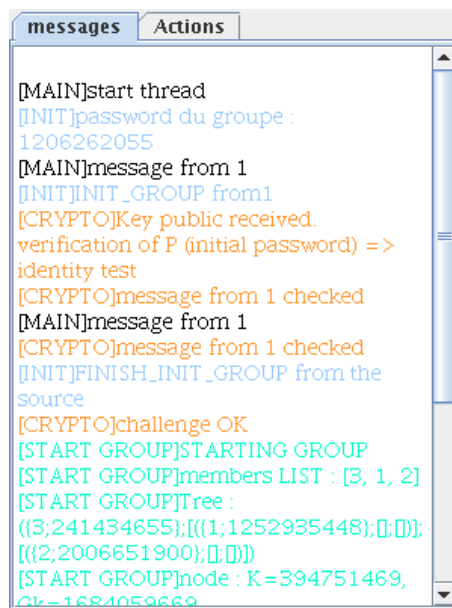 messages Actions
[MAIN]start thread
[INIT]password du groupe :
1206262055
[MAIN]message from 1
[INIT]INIT_GROUP from1
[CRYPTO]Key public received.
verification of P (initial password) =>
identity test
[CRYPTO]message from 1 checked
[MAIN]message from 1
[CRYPTO]message from 1 checked
[INIT]FINISH_INIT_GROUP from the
source
[CRYPTO]challenge OK
[START GROUP]STARTING GROUP
[START GROUP]members LIST : [3, 1, 2]
[START GROUP]Tree :
({3;241434655};[({1;1252935448};[];[])];
[({2;2006651900};[];[])])
[START GROUP]node : K=394751469,
Gk=1684059669